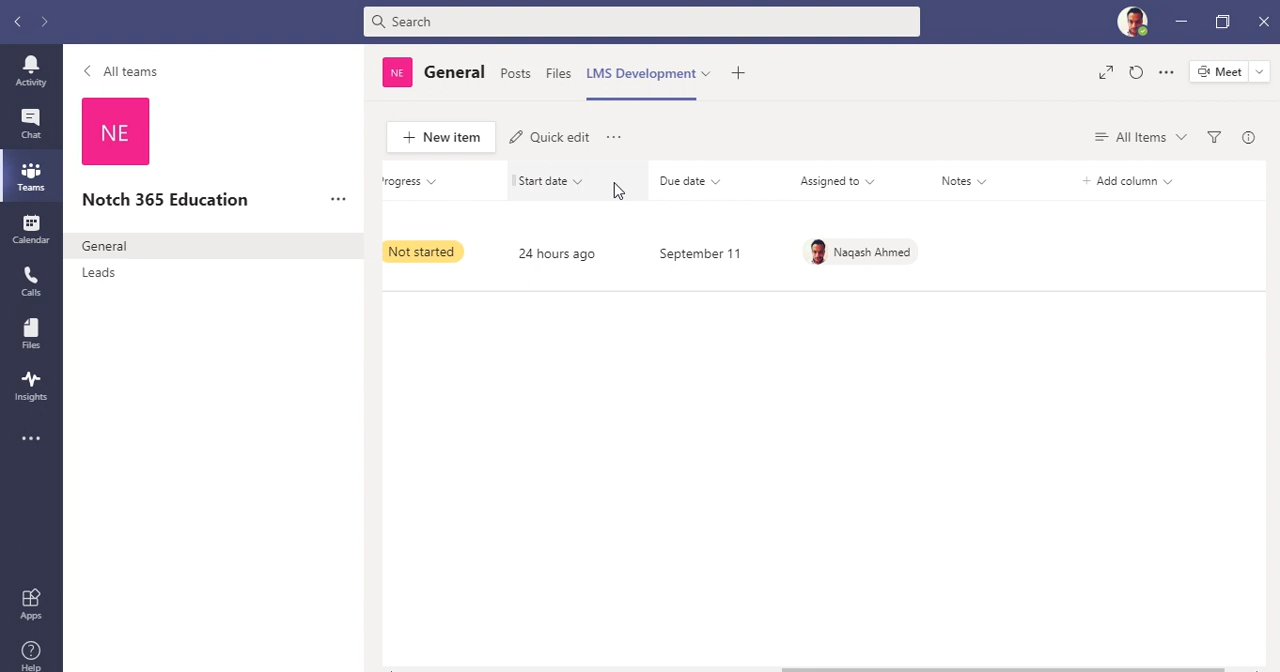 Search
Activity
Chat
Teams
Calendar
Calls
Files
Insights
Apps
Help
All teams
NE
Notch 365 Education
General
Leads
NE General Posts Files LMS Development
Meet
New item Quick edit
All Items
Progress Start date Due date Assigned to Notes Add column
Not started 24 hours ago September 11 Naqash Ahmed